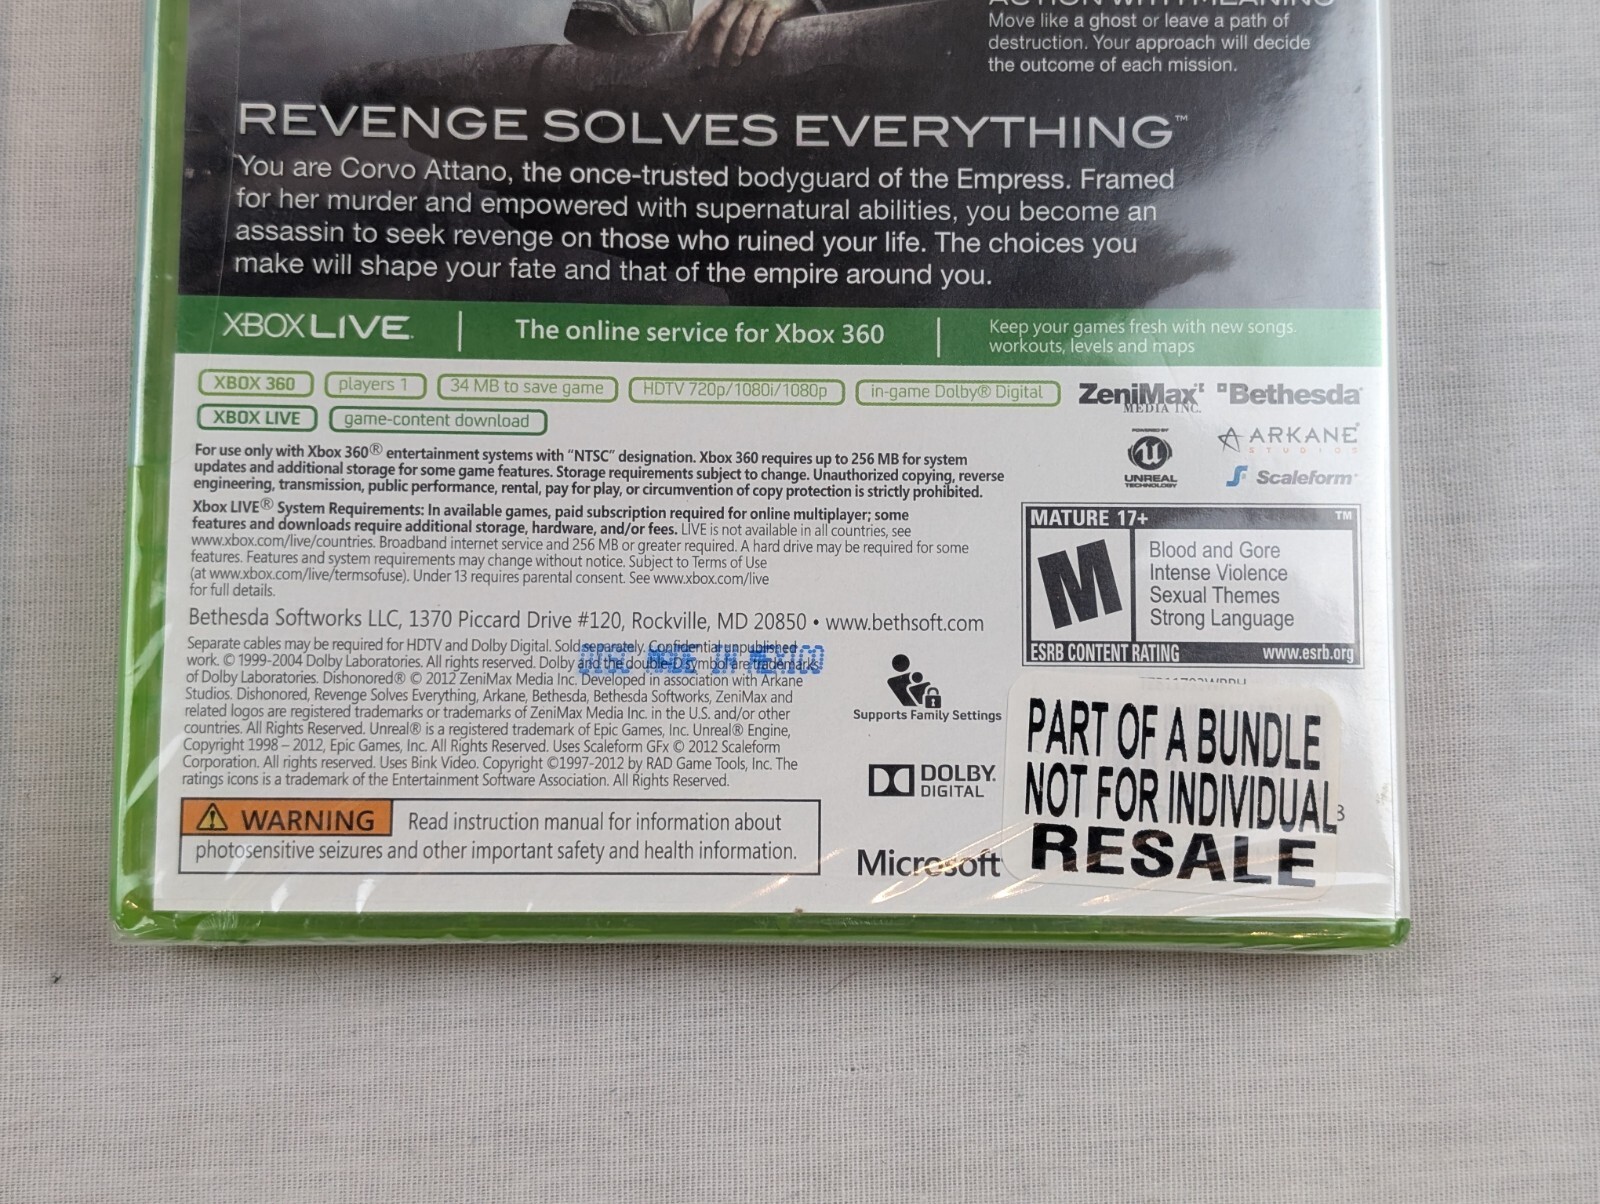 ACTION WITH MEANING
Move like a ghost or leave a path of
destruction. Your approach will decide
the outcome of each mission.
REVENGE SOLVES EVERYTHING™
You are Corvo Attano, the once-trusted bodyguard of the Empress. Framed
for her murder and empowered with supernatural abilities, you become an
assassin to seek revenge on those who ruined your life. The choices you
make will shape your fate and that of the empire around you.
XBOX LIVE. | The online service for Xbox 360 | Keep your games fresh with new songs.
workouts, levels and maps
XBOX 360 players 1 34 MB to save game HDTV 720p/1080i/1080p in-game Dolby® Digital
XBOX LIVE game-content download
ZeniMax® Bethesda®
MEDIA INC.
POWERED BY
UNREAL
TECHNOLOGY
ARKANE®
STUDIOS
Scaleform®
For use only with Xbox 360® entertainment systems with “NTSC” designation. Xbox 360 requires up to 256 MB for system
updates and additional storage for some game features. Storage requirements subject to change. Unauthorized copying, reverse
engineering, transmission, public performance, rental, pay for play, or circumvention of copy protection is strictly prohibited.
Xbox LIVE® System Requirements: In available games, paid subscription required for online multiplayer; some
features and downloads require additional storage, hardware, and/or fees. LIVE is not available in all countries, see
www.xbox.com/live/countries. Broadband internet service and 256 MB or greater required. A hard drive may be required for some
features. Features and system requirements may change without notice. Subject to Terms of Use
(at www.xbox.com/live/termsofuse). Under 13 requires parental consent. See www.xbox.com/live
for full details.
Bethesda Softworks LLC, 1370 Piccard Drive #120, Rockville, MD 20850 • www.bethsoft.com
Separate cables may be required for HDTV and Dolby Digital. Sold separately. Confidential unpublished
work. © 1999-2004 Dolby Laboratories. All rights reserved. Dolby and the double-D symbol are trademarks
of Dolby Laboratories. Dishonored® © 2012 ZeniMax Media Inc. Developed in association with Arkane
Studios. Dishonored, Revenge Solves Everything, Arkane, Bethesda, Bethesda Softworks, ZeniMax and
related logos are registered trademarks or trademarks of ZeniMax Media Inc. in the U.S. and/or other
countries. All Rights Reserved. Unreal® is a registered trademark of Epic Games, Inc. Unreal® Engine,
Copyright 1998 – 2012, Epic Games, Inc. All Rights Reserved. Uses Scaleform GFx © 2012 Scaleform
Corporation. All rights reserved. Uses Bink Video. Copyright ©1997-2012 by RAD Game Tools, Inc. The
ratings icons is a trademark of the Entertainment Software Association. All Rights Reserved.
DISC MADE IN MEXICO
WARNING Read instruction manual for information about
photosensitive seizures and other important safety and health information.
Supports Family Settings
DOLBY.
DIGITAL
Microsoft
MATURE 17+ ™
M
Blood and Gore
Intense Violence
Sexual Themes
Strong Language
ESRB CONTENT RATING www.esrb.org
PART OF A BUNDLE
NOT FOR INDIVIDUAL
RESALE